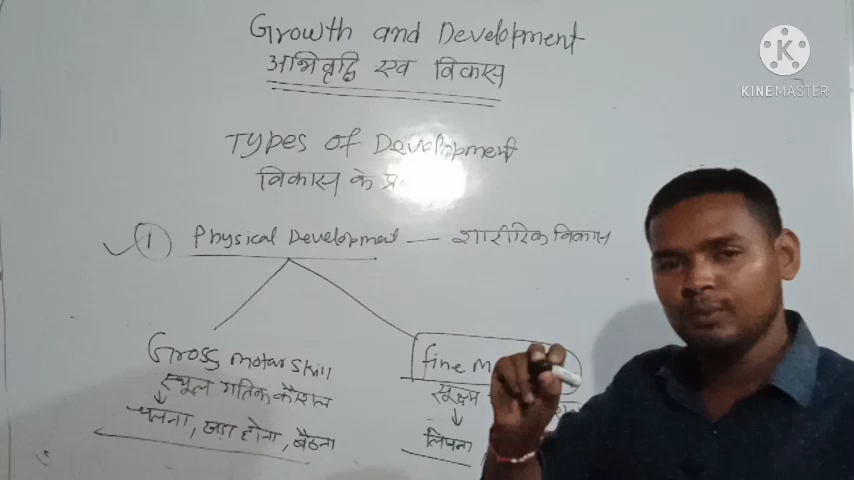 Growth and Development
अभिवृद्धि एव विकास
KINEMASTER
Types of Development
विकास के
1 Physical Development — शारीरिक विकास
Gross motar skill
fine
स्थूल गतिक कौशल
सूक्ष्म
चलना, खड़ा होना, बैठना
लिखना